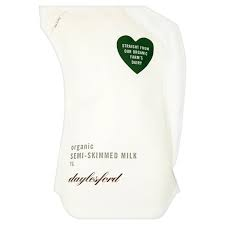 STRAIGHT FROM
OUR ORGANIC
FARM'S
DAIRY
organic
SEMI-SKIMMED MILK
1L
daylesford